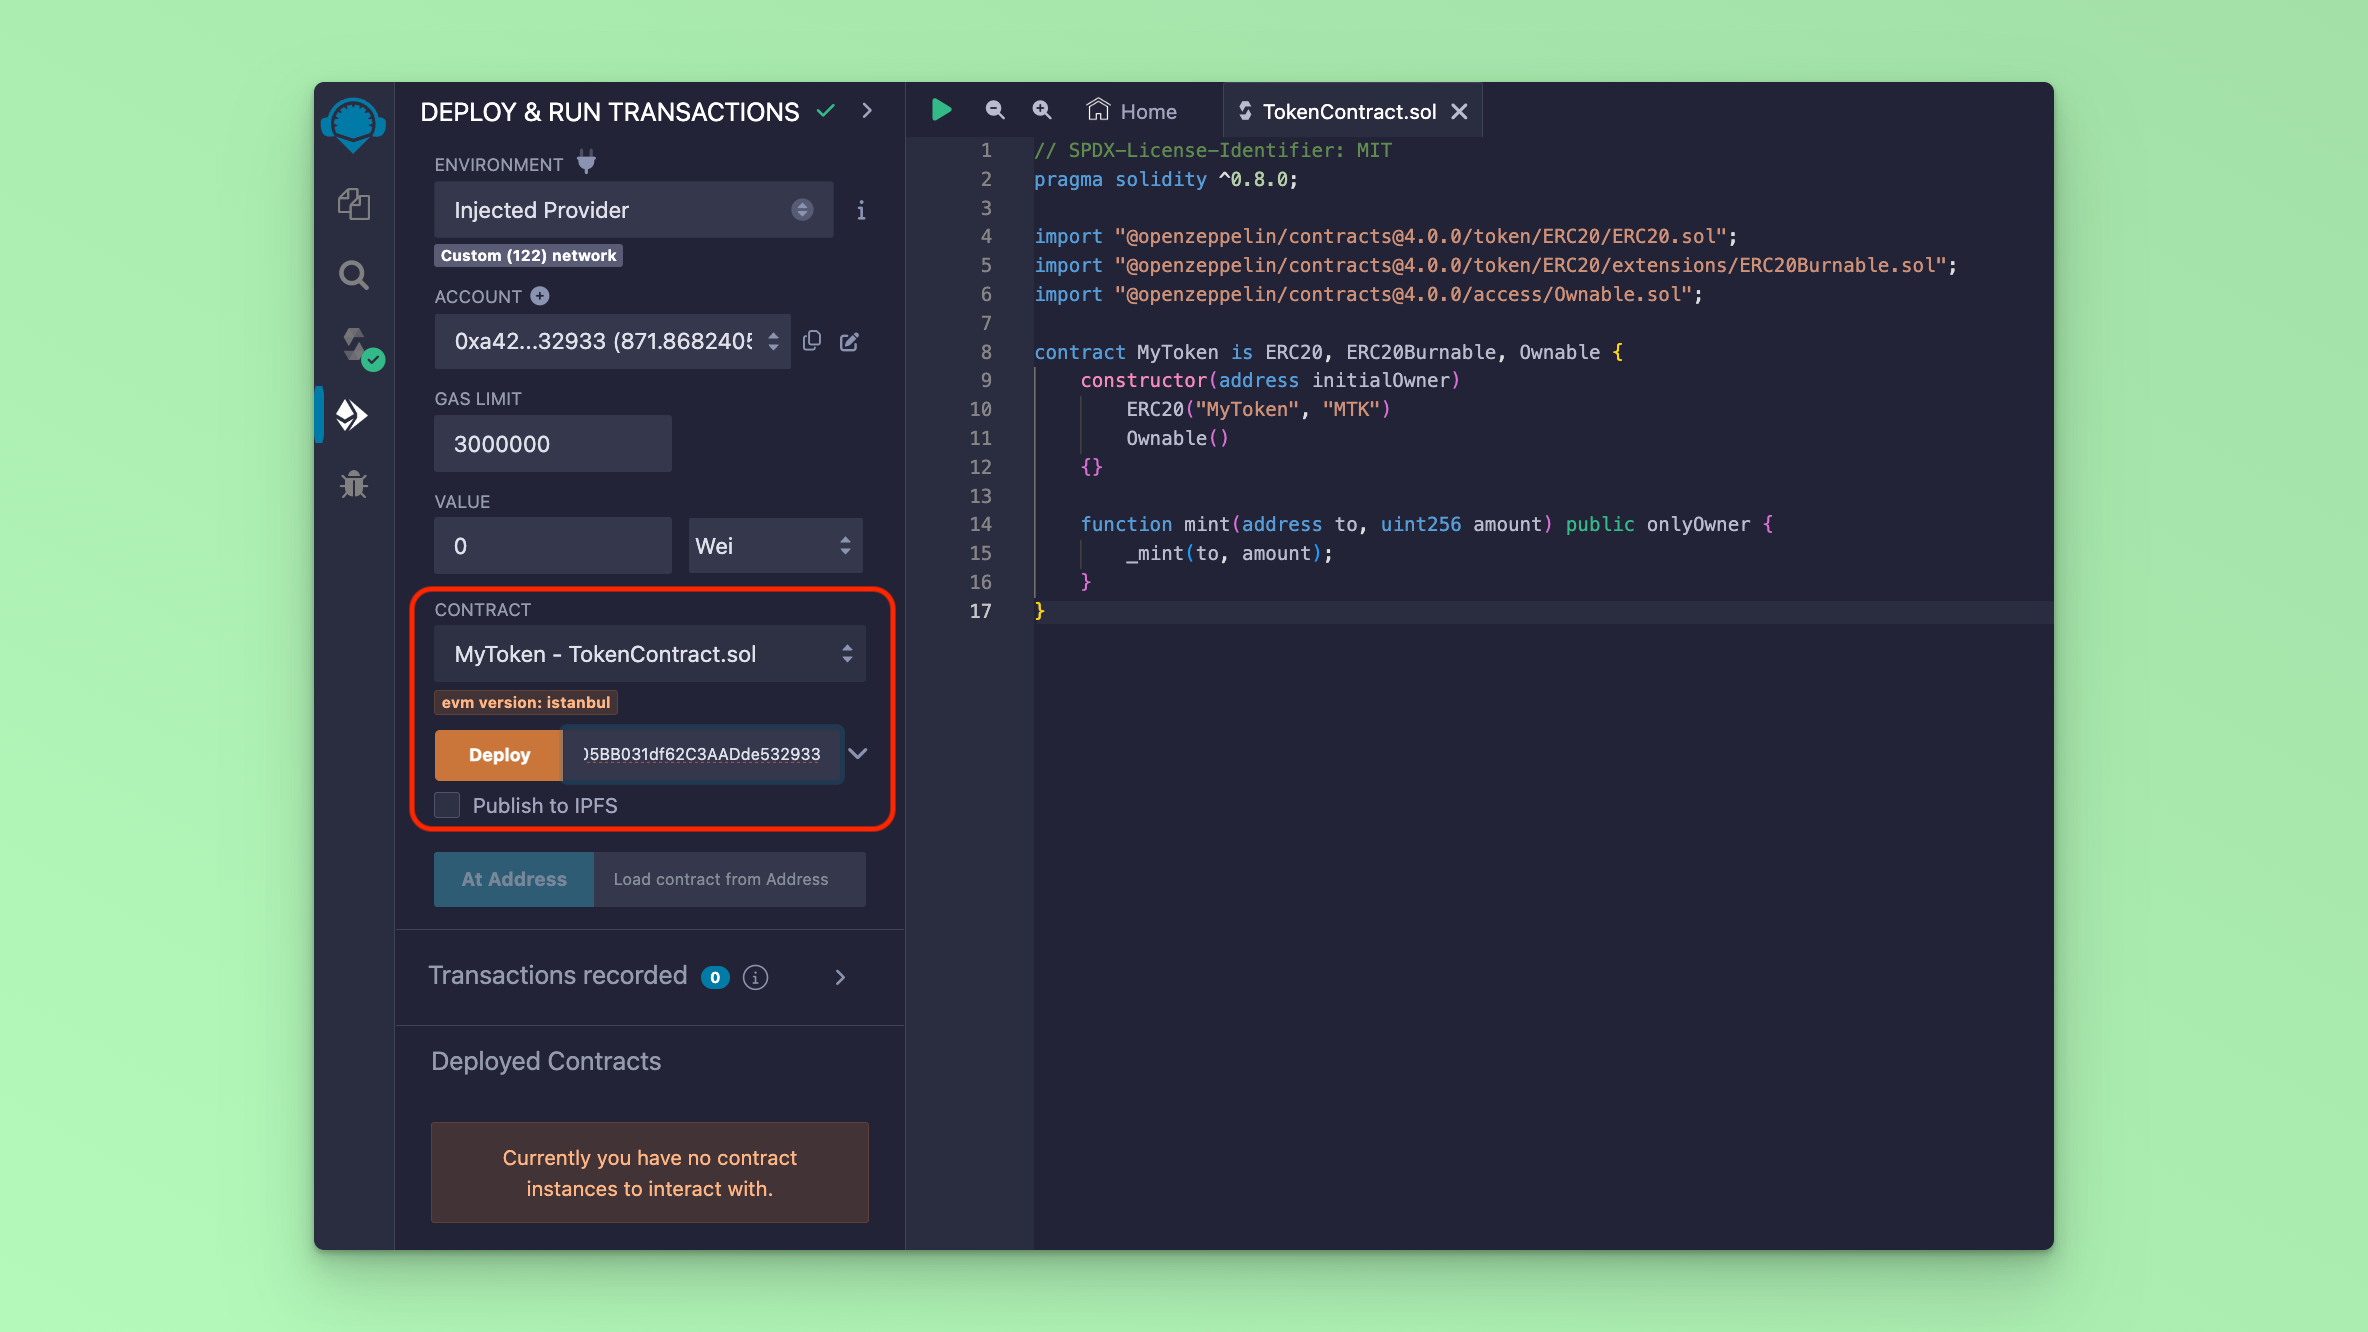 DEPLOY & RUN TRANSACTIONS
ENVIRONMENT
Injected Provider
Custom (122) network
ACCOUNT
0xa42...32933 (871.8682405
GAS LIMIT
3000000
VALUE
0
Wei
CONTRACT
MyToken - TokenContract.sol
evm version: istanbul
Deploy
5BB031df62C3AADde532933
Publish to IPFS
At Address
Load contract from Address
Transactions recorded 0
Deployed Contracts
Currently you have no contract
instances to interact with.
Home
TokenContract.sol
1 // SPDX-License-Identifier: MIT
2 pragma solidity ^0.8.0;
3
4 import "@openzeppelin/contracts@4.0.0/token/ERC20/ERC20.sol";
5 import "@openzeppelin/contracts@4.0.0/token/ERC20/extensions/ERC20Burnable.sol";
6 import "@openzeppelin/contracts@4.0.0/access/Ownable.sol";
7
8 contract MyToken is ERC20, ERC20Burnable, Ownable {
9 constructor(address initialOwner)
10 ERC20("MyToken", "MTK")
11 Ownable()
12 {}
13
14 function mint(address to, uint256 amount) public onlyOwner {
15 _mint(to, amount);
16 }
17 }